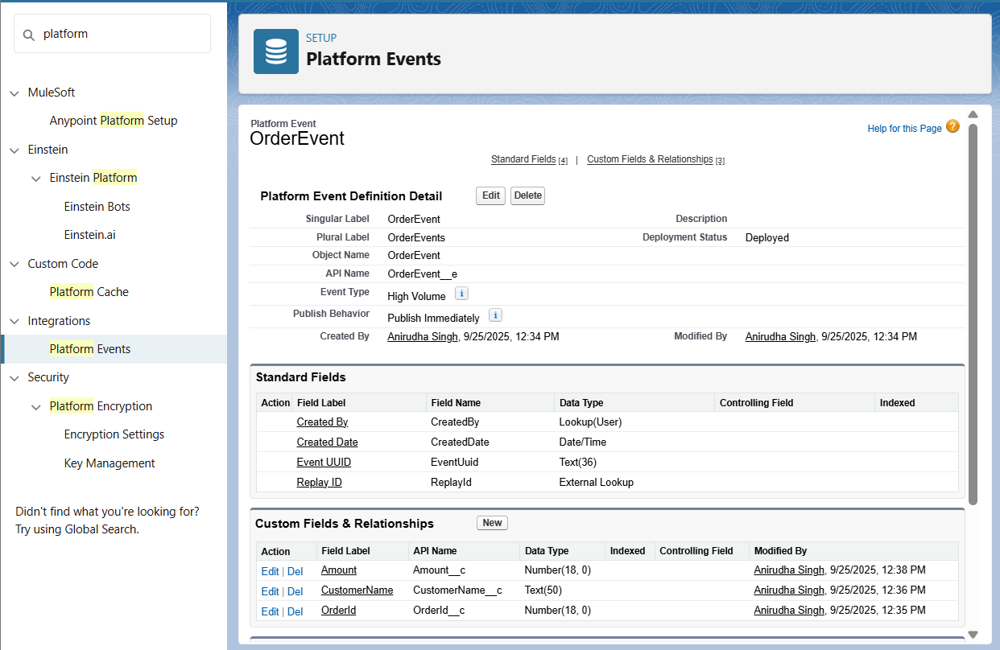 platform
MuleSoft
Anypoint Platform Setup
Einstein
Einstein Platform
Einstein Bots
Einstein.ai
Custom Code
Platform Cache
Integrations
Platform Events
Security
Platform Encryption
Encryption Settings
Key Management
Didn't find what you're looking for?
Try using Global Search.
SETUP
Platform Events
Platform Event
OrderEvent
Help for this Page ?
Standard Fields [4] | Custom Fields & Relationships [3]
Platform Event Definition Detail Edit Delete
Singular Label OrderEvent Description
Plural Label OrderEvents Deployment Status Deployed
Object Name OrderEvent
API Name OrderEvent__e
Event Type High Volume i
Publish Behavior Publish Immediately i
Created By Anirudha Singh, 9/25/2025, 12:34 PM Modified By Anirudha Singh, 9/25/2025, 12:34 PM
Standard Fields
Action Field Label Field Name Data Type Controlling Field Indexed
Created By CreatedBy Lookup(User)
Created Date CreatedDate Date/Time
Event UUID EventUuid Text(36)
Replay ID ReplayId External Lookup
Custom Fields & Relationships New
Action Field Label API Name Data Type Indexed Controlling Field Modified By
Edit | Del Amount Amount__c Number(18, 0) Anirudha Singh, 9/25/2025, 12:38 PM
Edit | Del CustomerName CustomerName__c Text(50) Anirudha Singh, 9/25/2025, 12:36 PM
Edit | Del OrderId OrderId__c Number(18, 0) Anirudha Singh, 9/25/2025, 12:35 PM